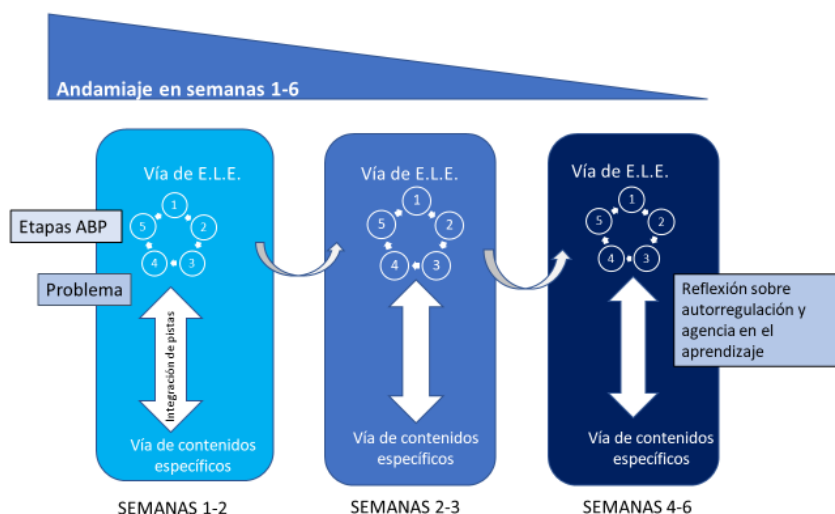 Andamiaje en semanas 1-6
Vía de E.L.E.
1
2
3
4
5
Etapas ABP
Problema
Integración de pistas
Vía de contenidos
específicos
SEMANAS 1-2
Vía de E.L.E.
1
2
3
4
5
Vía de contenidos
específicos
SEMANAS 2-3
Vía de E.L.E.
1
2
3
4
5
Reflexión sobre
autorregulación y
agencia en el
aprendizaje
Vía de contenidos
específicos
SEMANAS 4-6